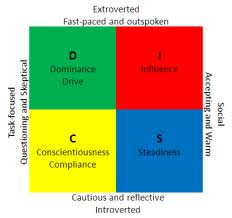 Extroverted
Fast-paced and outspoken
Task-focused
Questioning and Skeptical
D
Dominance
Drive
I
Influence
Social
Accepting and Warm
C
Conscientiousness
Compliance
S
Steadiness
Cautious and reflective
Introverted